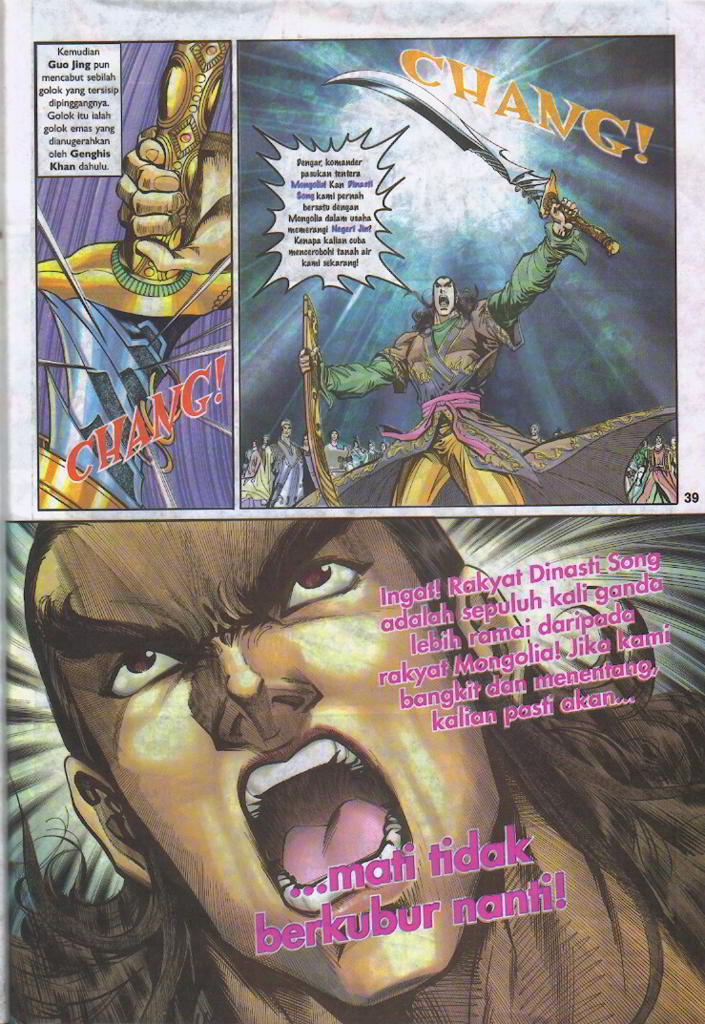 Kemudian
Guo Jing pun
mencabut sebilah
golok yang tersisip
dipinggangnya.
Golok itu ialah
golok emas yang
dianugerahkan
oleh Genghis
Khan dahulu.
CHANG!
CHANG!
Dengar, komander
pasukan tentera
Mongolia! Kan Dinasti
Song kami pernah
bersatu dengan
Mongolia dalam usaha
memerangi Negeri Jin?
Kenapa kalian cuba
mencerobohi tanah air
kami sekarang!
39
Ingat! Rakyat Dinasti Song
adalah sepuluh kali ganda
lebih ramai daripada
rakyat Mongolia! Jika kami
bangkit dan menentang,
kalian pasti akan...
...mati tidak
berkubur nanti!